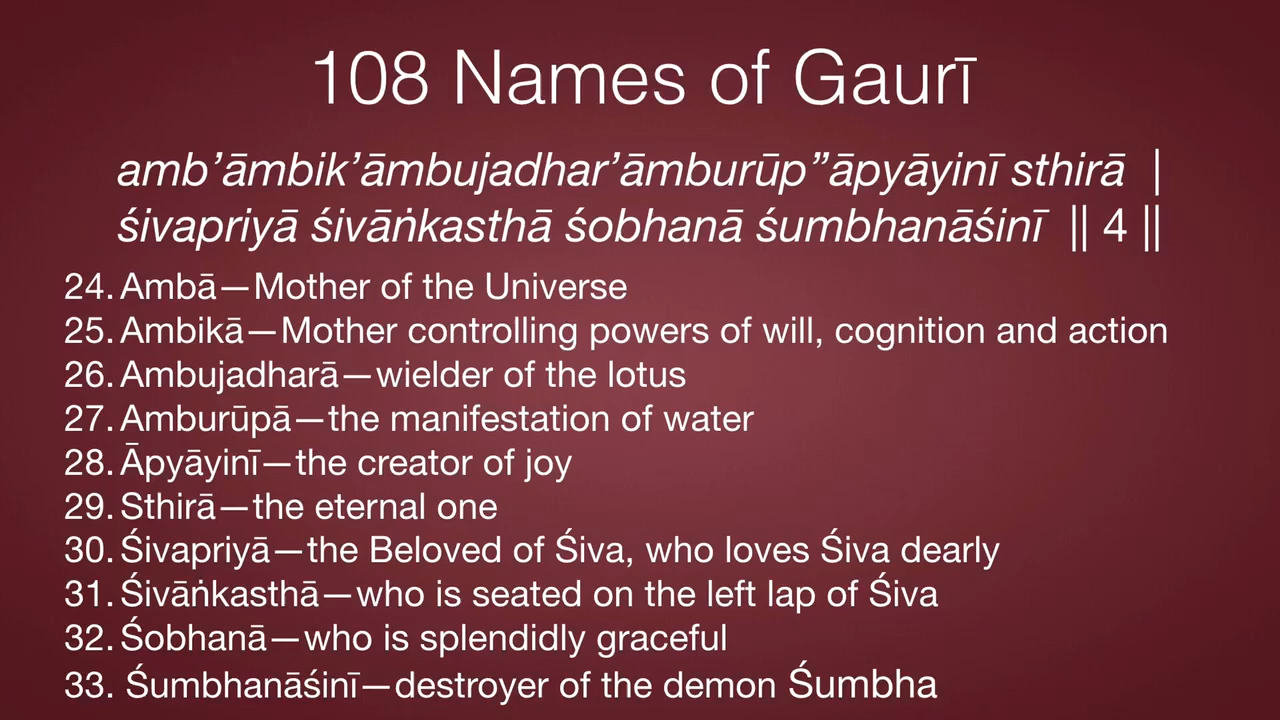 108 Names of Gaurī
amb’āmbik’āmbujadhar’āmburūp”āpyāyinī sthirā |
śivapriyā śivāṅkasthā śobhanā śumbhanāśinī || 4 ||
24. Ambā—Mother of the Universe
25. Ambikā—Mother controlling powers of will, cognition and action
26. Ambujadharā—wielder of the lotus
27. Amburūpā—the manifestation of water
28. Āpyāyinī—the creator of joy
29. Sthirā—the eternal one
30. Śivapriyā—the Beloved of Śiva, who loves Śiva dearly
31. Śivāṅkasthā—who is seated on the left lap of Śiva
32. Śobhanā—who is splendidly graceful
33. Śumbhanāśinī—destroyer of the demon Śumbha